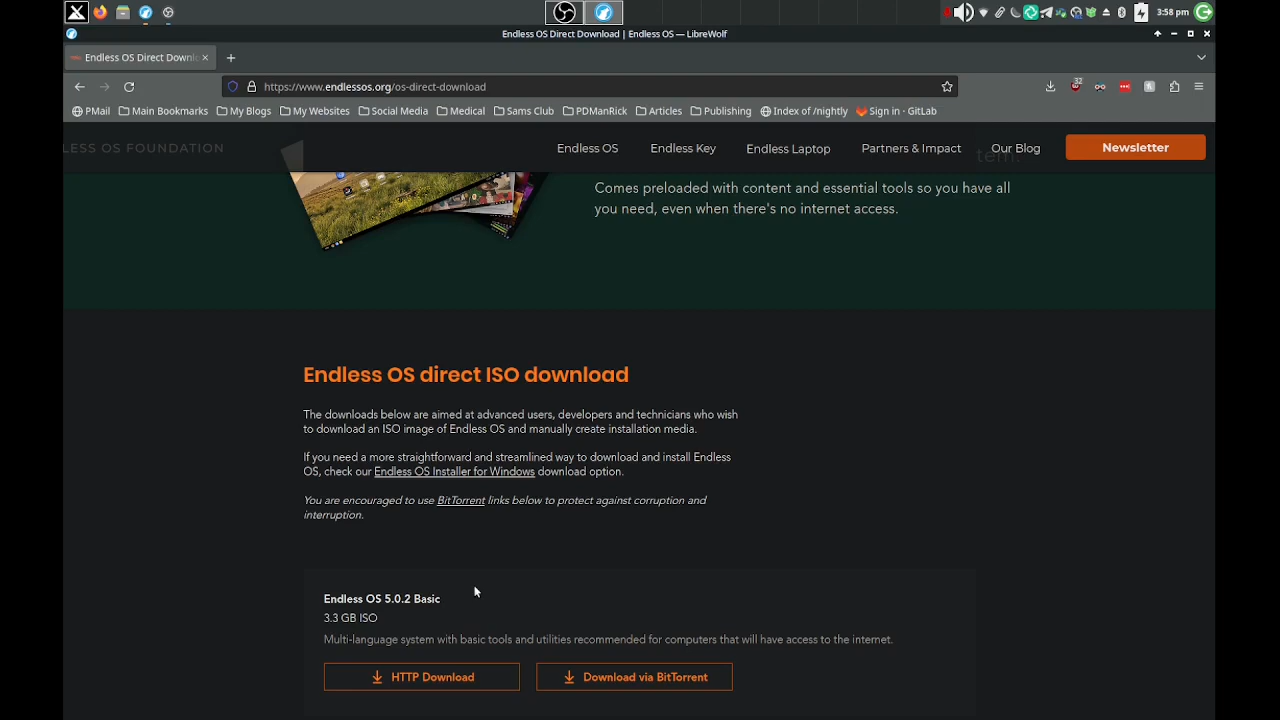 3:58 pm
Endless OS Direct Download | Endless OS — LibreWolf
Endless OS Direct Downl
https://www.endlessos.org/os-direct-download
32
PMail
Main Bookmarks
My Blogs
My Websites
Social Media
Medical
Sams Club
PDManRick
Articles
Publishing
Index of /nightly
Sign in · GitLab
LESS OS FOUNDATION
Endless OS
Endless Key
Endless Laptop
Partners & Impact
Our Blog
Newsletter
tem.
Comes preloaded with content and essential tools so you have all
you need, even when there's no internet access.
Endless OS direct ISO download
The downloads below are aimed at advanced users, developers and technicians who wish
to download an ISO image of Endless OS and manually create installation media.
If you need a more straightforward and streamlined way to download and install Endless
OS, check our Endless OS Installer for Windows download option.
You are encouraged to use BitTorrent links below to protect against corruption and
interruption.
Endless OS 5.0.2 Basic
3.3 GB ISO
Multi-language system with basic tools and utilities recommended for computers that will have access to the internet.
HTTP Download
Download via BitTorrent